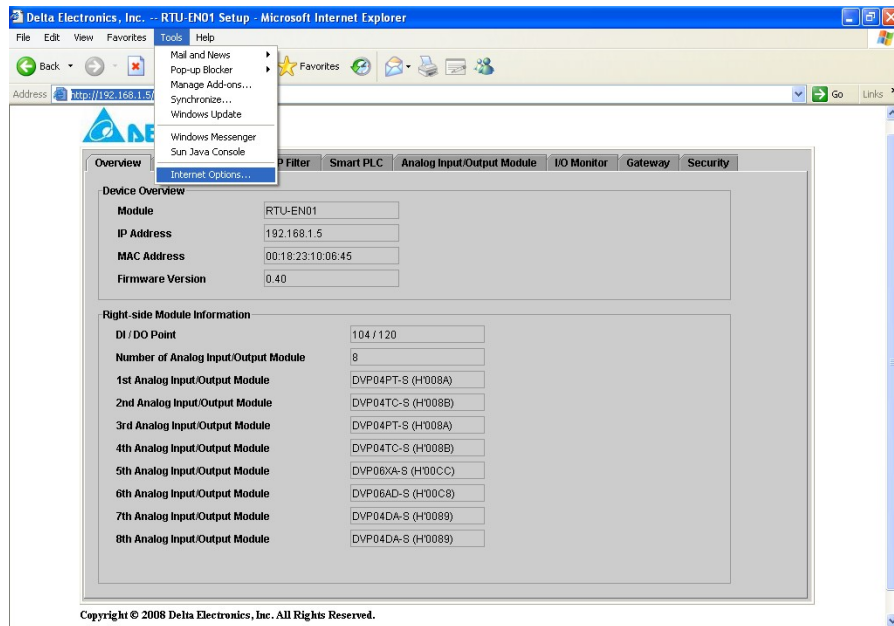 Delta Electronics, Inc. -- RTU-EN01 Setup - Microsoft Internet Explorer
File Edit View Favorites Tools Help
Mail and News
Pop-up Blocker
Manage Add-ons...
Synchronize...
Windows Update
Windows Messenger
Sun Java Console
Internet Options...
Back Favorites
Address http://192.168.1.5/ Go Links
Overview Filter Smart PLC Analog Input/Output Module I/O Monitor Gateway Security
Device Overview
Module RTU-EN01
IP Address 192.168.1.5
MAC Address 00:18:23:10:06:45
Firmware Version 0.40
Right-side Module Information
DI / DO Point 104 / 120
Number of Analog Input/Output Module 8
1st Analog Input/Output Module DVP04PT-S (H'008A)
2nd Analog Input/Output Module DVP04TC-S (H'008B)
3rd Analog Input/Output Module DVP04PT-S (H'008A)
4th Analog Input/Output Module DVP04TC-S (H'008B)
5th Analog Input/Output Module DVP06XA-S (H'00CC)
6th Analog Input/Output Module DVP06AD-S (H'00C8)
7th Analog Input/Output Module DVP04DA-S (H'0089)
8th Analog Input/Output Module DVP04DA-S (H'0089)
Copyright © 2008 Delta Electronics, Inc. All Rights Reserved.